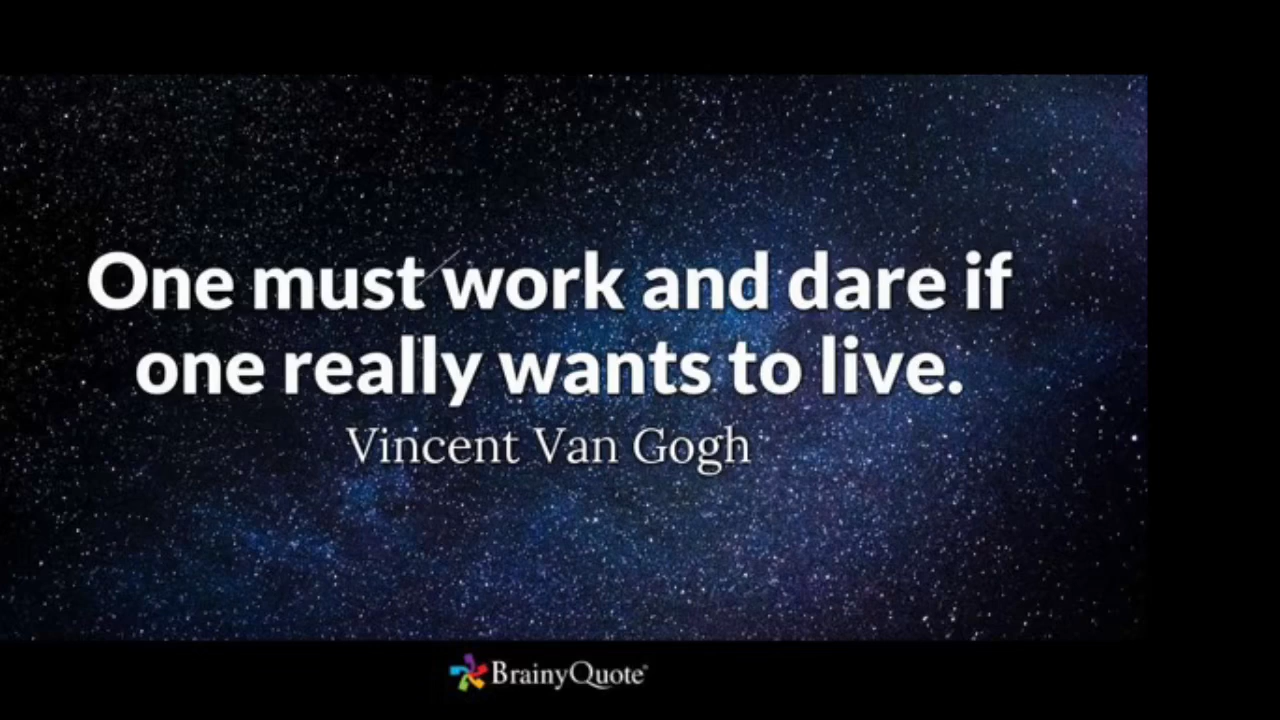 One must work and dare if
one really wants to live.
Vincent Van Gogh
BrainyQuote®